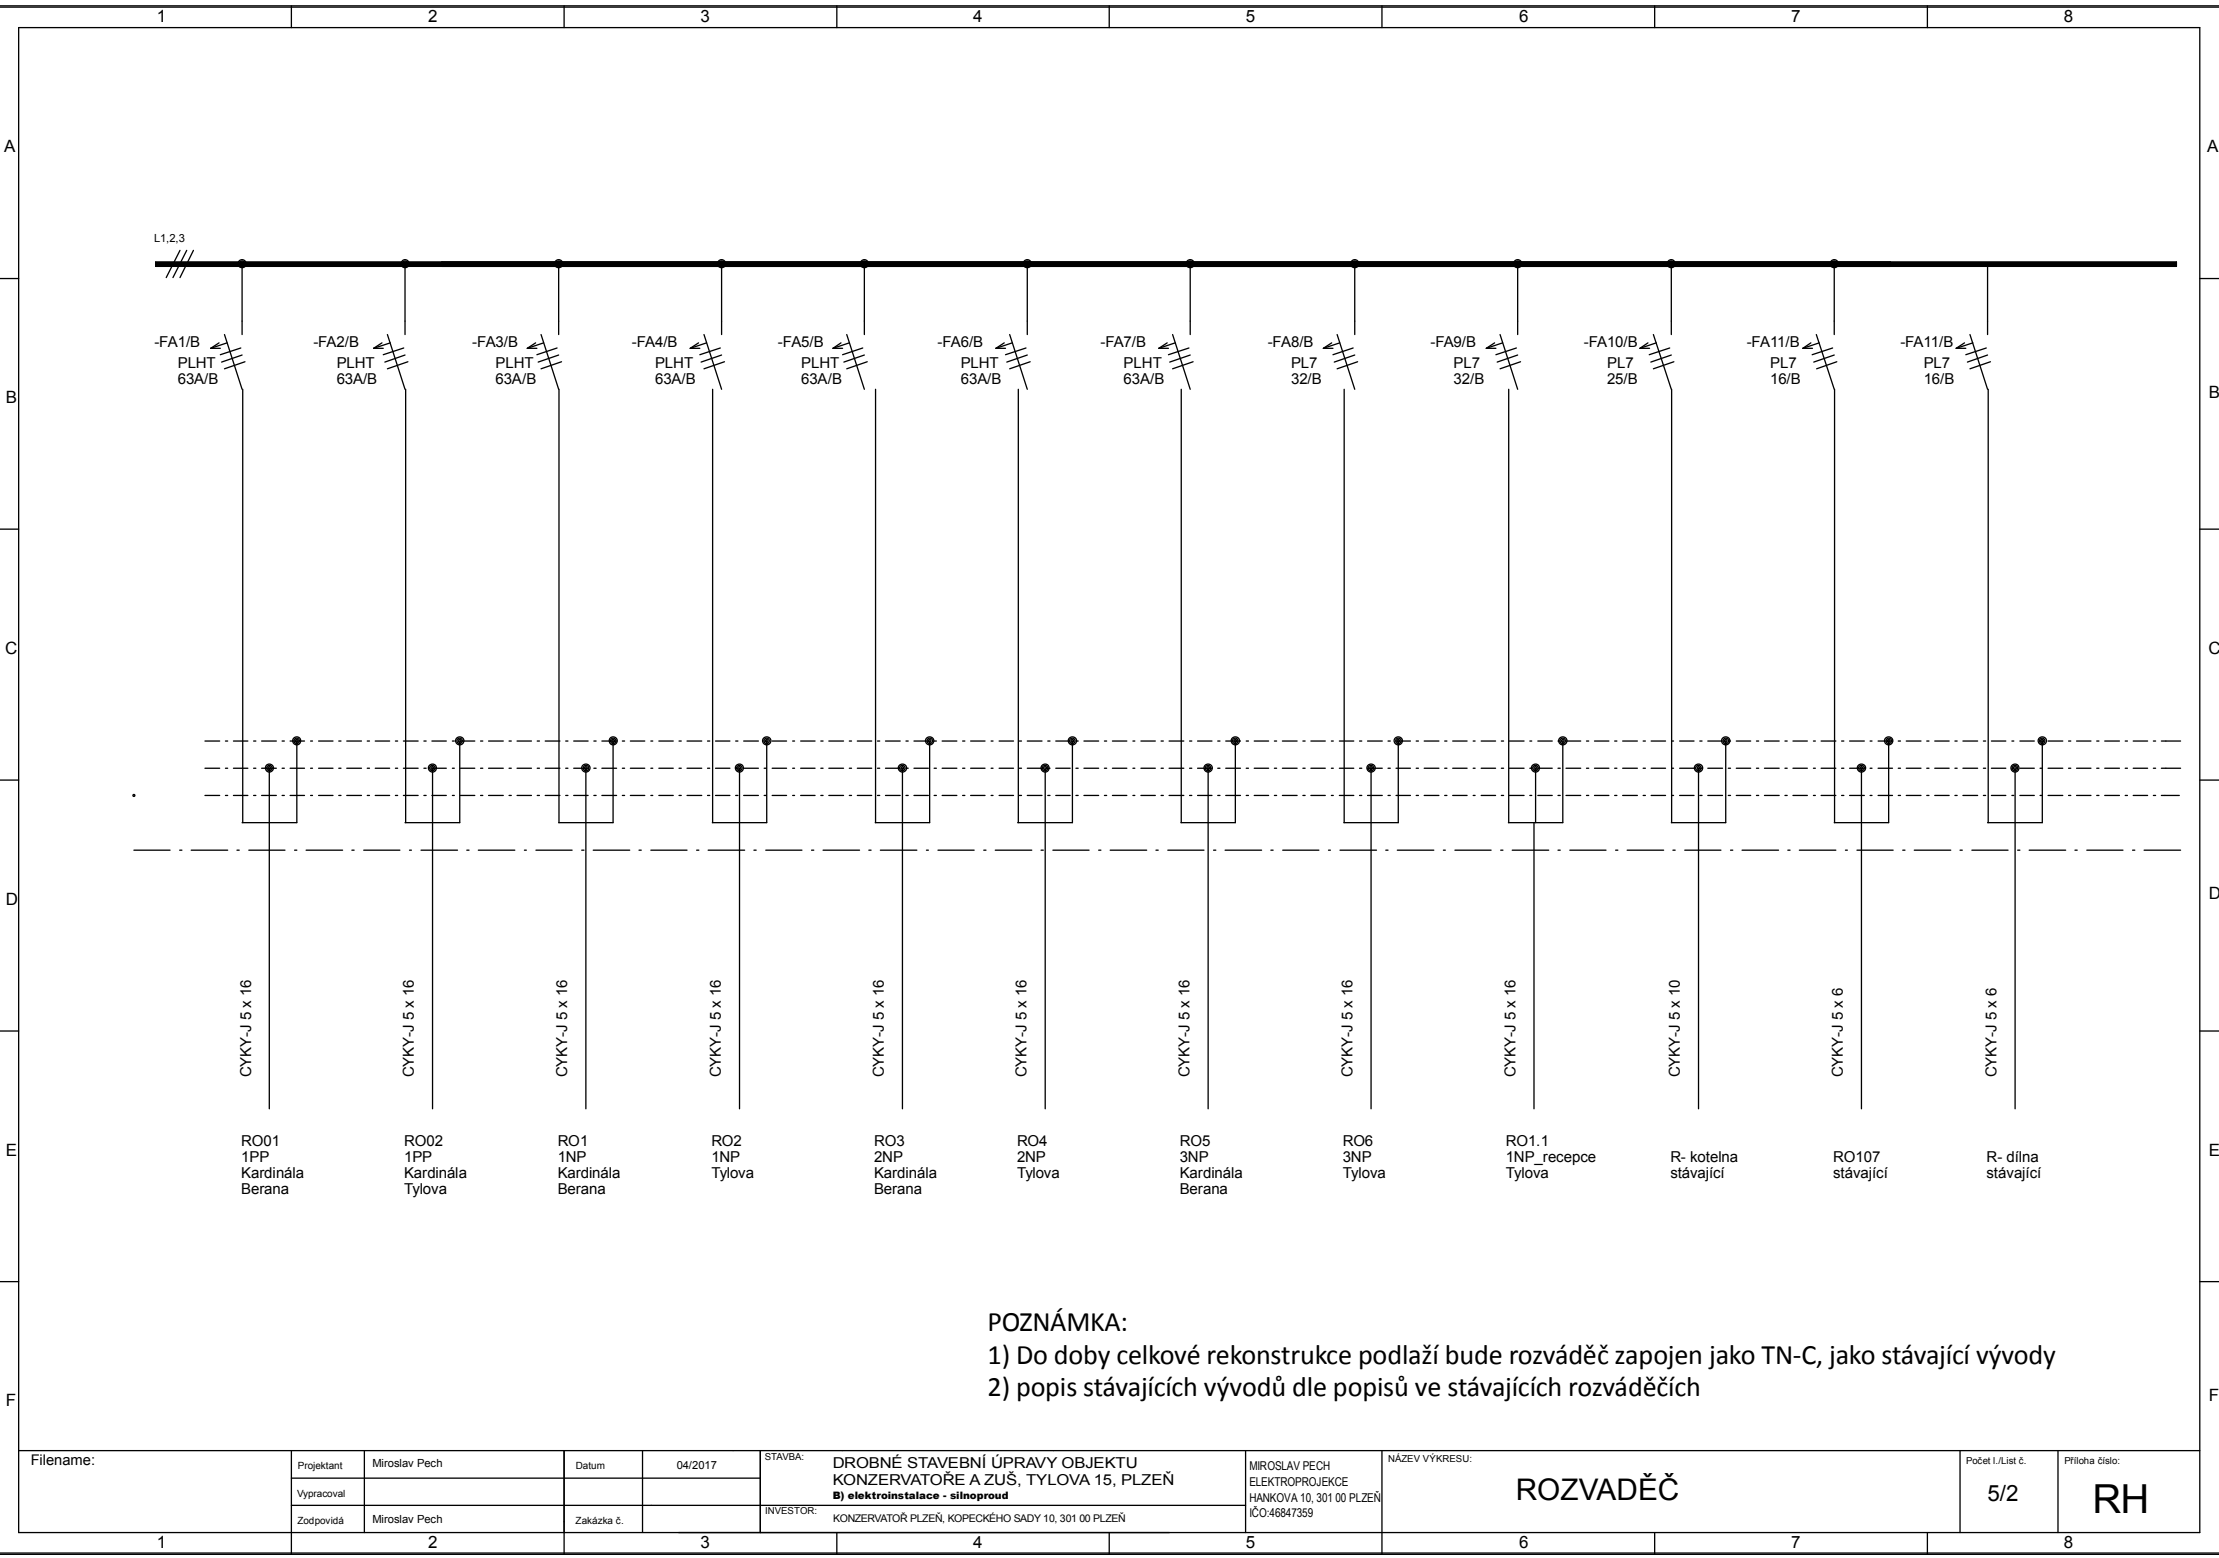 1 2 3 4 5 6 7 8
A A
L1,2,3
-FA1/B
PLHT
63A/B
-FA2/B
PLHT
63A/B
-FA3/B
PLHT
63A/B
-FA4/B
PLHT
63A/B
-FA5/B
PLHT
63A/B
-FA6/B
PLHT
63A/B
-FA7/B
PLHT
63A/B
-FA8/B
PL7
32/B
-FA9/B
PL7
32/B
-FA10/B
PL7
25/B
-FA11/B
PL7
16/B
-FA11/B
PL7
16/B
B B
C C
D D
CYKY-J 5 x 16
CYKY-J 5 x 16
CYKY-J 5 x 16
CYKY-J 5 x 16
CYKY-J 5 x 16
CYKY-J 5 x 16
CYKY-J 5 x 16
CYKY-J 5 x 16
CYKY-J 5 x 16
CYKY-J 5 x 10
CYKY-J 5 x 6
CYKY-J 5 x 6
E E
RO01
1PP
Kardinála
Berana
RO02
1PP
Kardinála
Tylova
RO1
1NP
Kardinála
Berana
RO2
1NP
Tylova
RO3
2NP
Kardinála
Berana
RO4
2NP
Tylova
RO5
3NP
Kardinála
Berana
RO6
3NP
Tylova
RO1.1
1NP_recepce
Tylova
R- kotelna
stávající
RO107
stávající
R- dílna
stávající
POZNÁMKA:
1) Do doby celkové rekonstrukce podlaží bude rozváděč zapojen jako TN-C, jako stávající vývody
2) popis stávajících vývodů dle popisů ve stávajících rozváděčích
F F
Filename:
Projektant Miroslav Pech
Vypracoval
Zodpovidá Miroslav Pech
Datum 04/2017
Zakázka č.
STAVBA:
DROBNÉ STAVEBNÍ ÚPRAVY OBJEKTU
KONZERVATOŘE A ZUŠ, TYLOVA 15, PLZEŇ
B) elektroinstalace - silnoproud
INVESTOR: KONZERVATOŘ PLZEŇ, KOPECKÉHO SADY 10, 301 00 PLZEŇ
MIROSLAV PECH
ELEKTROPROJEKCE
HANKOVA 10, 301 00 PLZEŇ
IČO:46847359
NÁZEV VÝKRESU:
ROZVADĚČ
Počet l./List č.
5/2
Příloha číslo:
RH
1 2 3 4 5 6 7 8